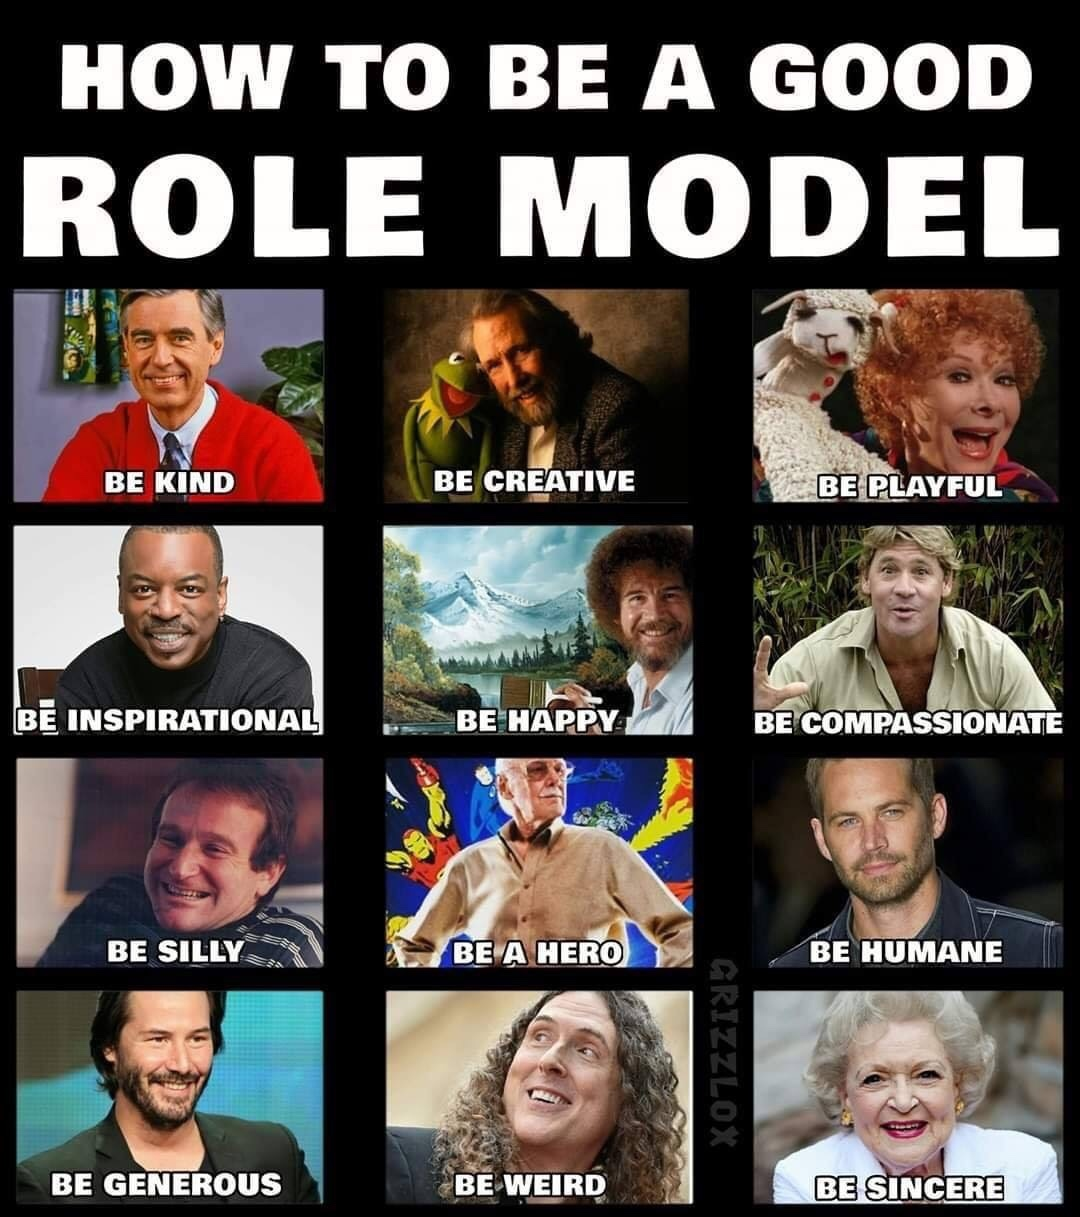 HOW TO BE A GOOD
ROLE MODEL
BE KIND
BE CREATIVE
BE PLAYFUL
BE INSPIRATIONAL
BE HAPPY
BE COMPASSIONATE
BE SILLY
BE A HERO
BE HUMANE
GRIZZLOX
BE GENEROUS
BE WEIRD
BE SINCERE